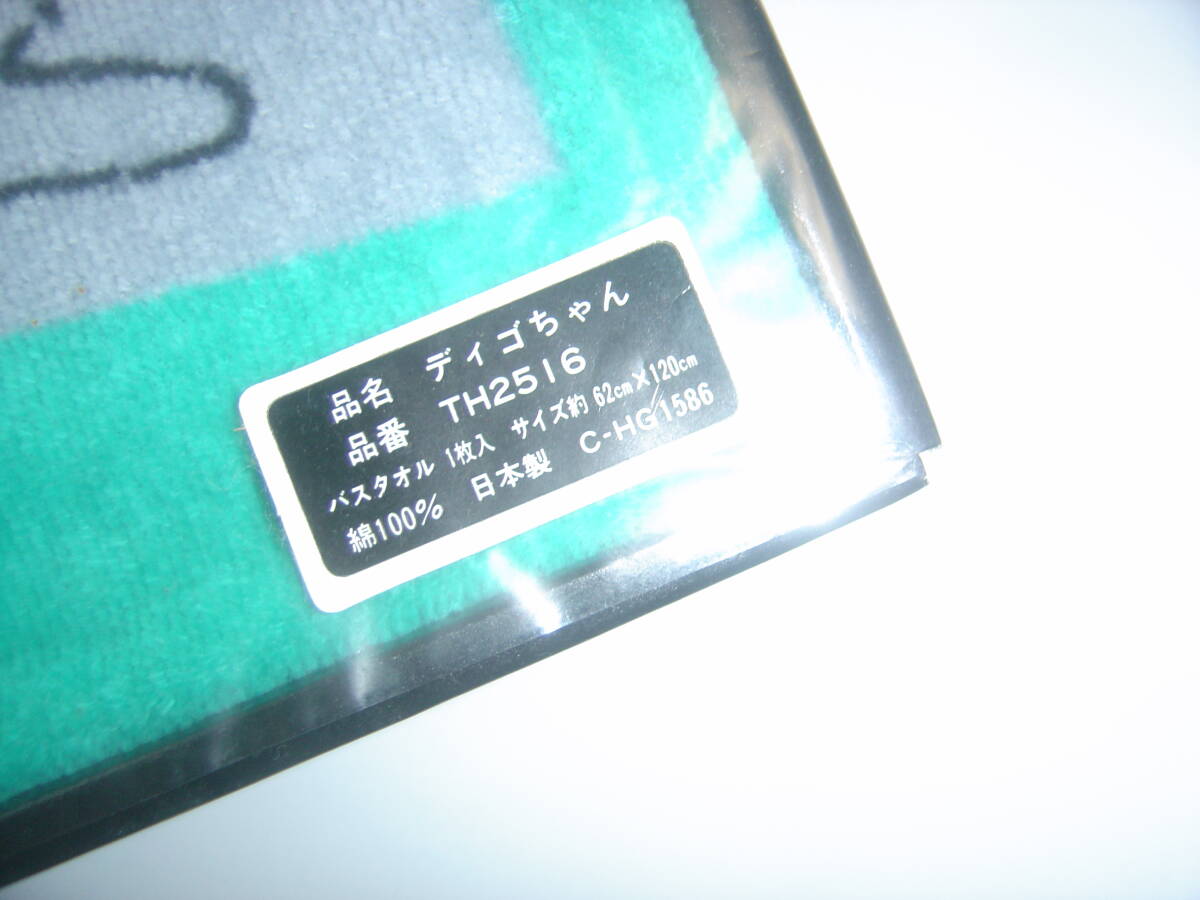 品名 ディゴちゃん
品番 TH2516
バスタオル 1枚入 サイズ約 62cm×120cm
綿100% 日本製 C-HG1586